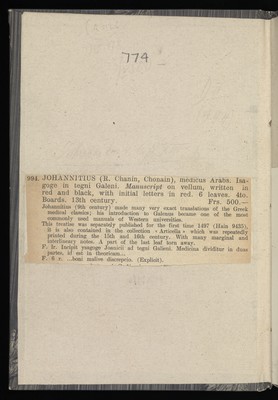 774
994. JOHANNITIUS (R. Chanin, Chonain), medicus Arabs. Isa-
goge in tegni Galeni. Manuscript on vellum, written in
red and black, with initial letters in red. 6 leaves. 4to.
Boards. 13th century. Frs. 500.—
Johannitius (9th century) made many very exact translations of the Greek
medical classics; his introduction to Galenus became one of the most
commonly used manuals of Western universities.
This treatise was separately published for the first time 1497 (Hain 9435),
it is also contained in the collection « Articella » which was repeatedly
printed during the 15th and 16th century. With many marginal and
interlineary notes. A part of the last leaf torn away.
F. 1r. Incipit ysagoge Joanicii ad tegni Galieni. Medicina dividitur in duas
partes, id est in theoricam...
F. 6 v. ...boni malive discreptio. (Explicit).